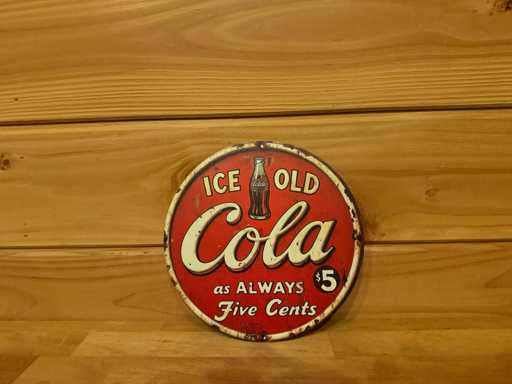 ICE OLD
Cola
as ALWAYS
$5
Five Cents